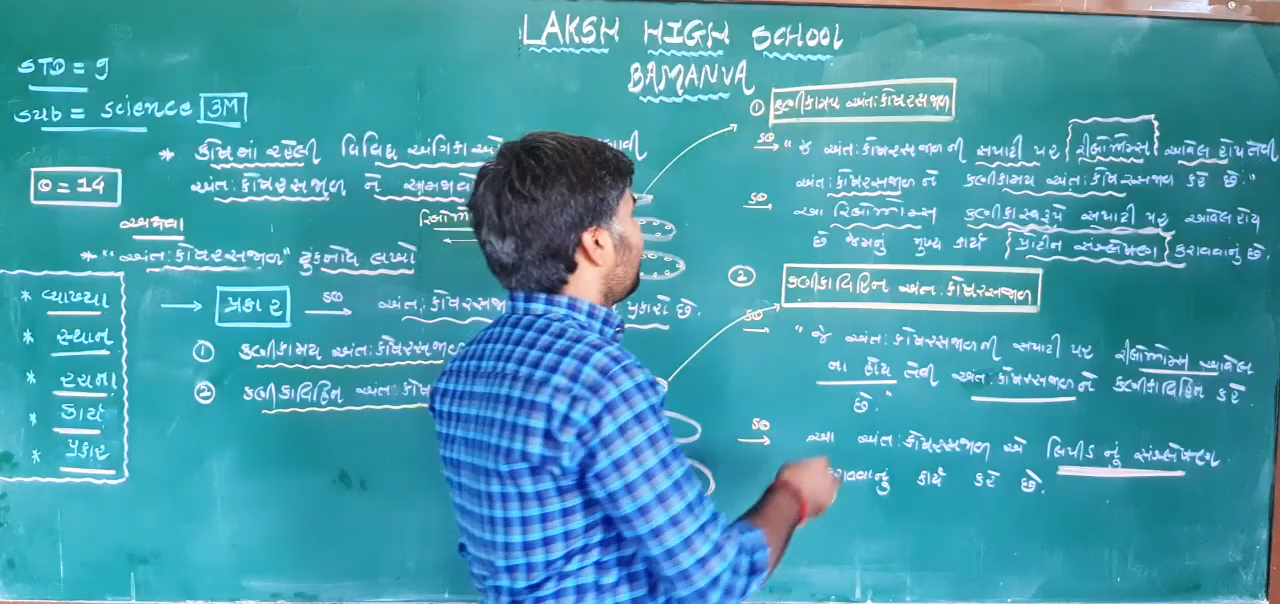 LAKSH HIGH SCHOOL
BAMANVA
STD = 9
Sub = Science 3M
* કોષમાં રહેલી વિવિધ અંગિકા
અંતઃકોષરસજાળ ને સમજાવો
Q = 14
અથવા
* "અંતઃકોષરસજાળ" ટુંકનોંધ લખો
* વ્યાખ્યા
* સ્થાન
* રચના
* કાર્ય
* પ્રકાર
→ પ્રકાર → અંતઃકોષરસજાળ પ્રકારો છે.
① કણીકામય અંતઃકોષરસજાળ
② કણીકાવિહિન અંતઃકોષ
① કણીકામય અંતઃકોષરસજાળ
→ "જે અંતઃકોષરસજાળ ની સપાટી પર રીબોઝોમ્સ આવેલ હોય તેવી
અંતઃકોષરસજાળ ને કણીકામય અંતઃકોષરસજાળ કહે છે."
→ આ રિબોઝોમ્સ કણીકાસ્વરૂપે સપાટી પર આવેલ હોય
છે જેમનું મુખ્ય કાર્ય પ્રોટીન સંશ્લેષણ કરાવવાનું છે.
② કણીકાવિહિન અંતઃકોષરસજાળ
→ "જે અંતઃકોષરસજાળની સપાટી પર રીબોઝોમ્સ આવેલ
ના હોય તેવી અંતઃકોષરસજાળને કણીકાવિહિન કહે
છે."
→ આ અંતઃકોષરસજાળ એ લિપીડ નું સંશ્લેષણ
કરાવવાનું કાર્ય કરે છે.